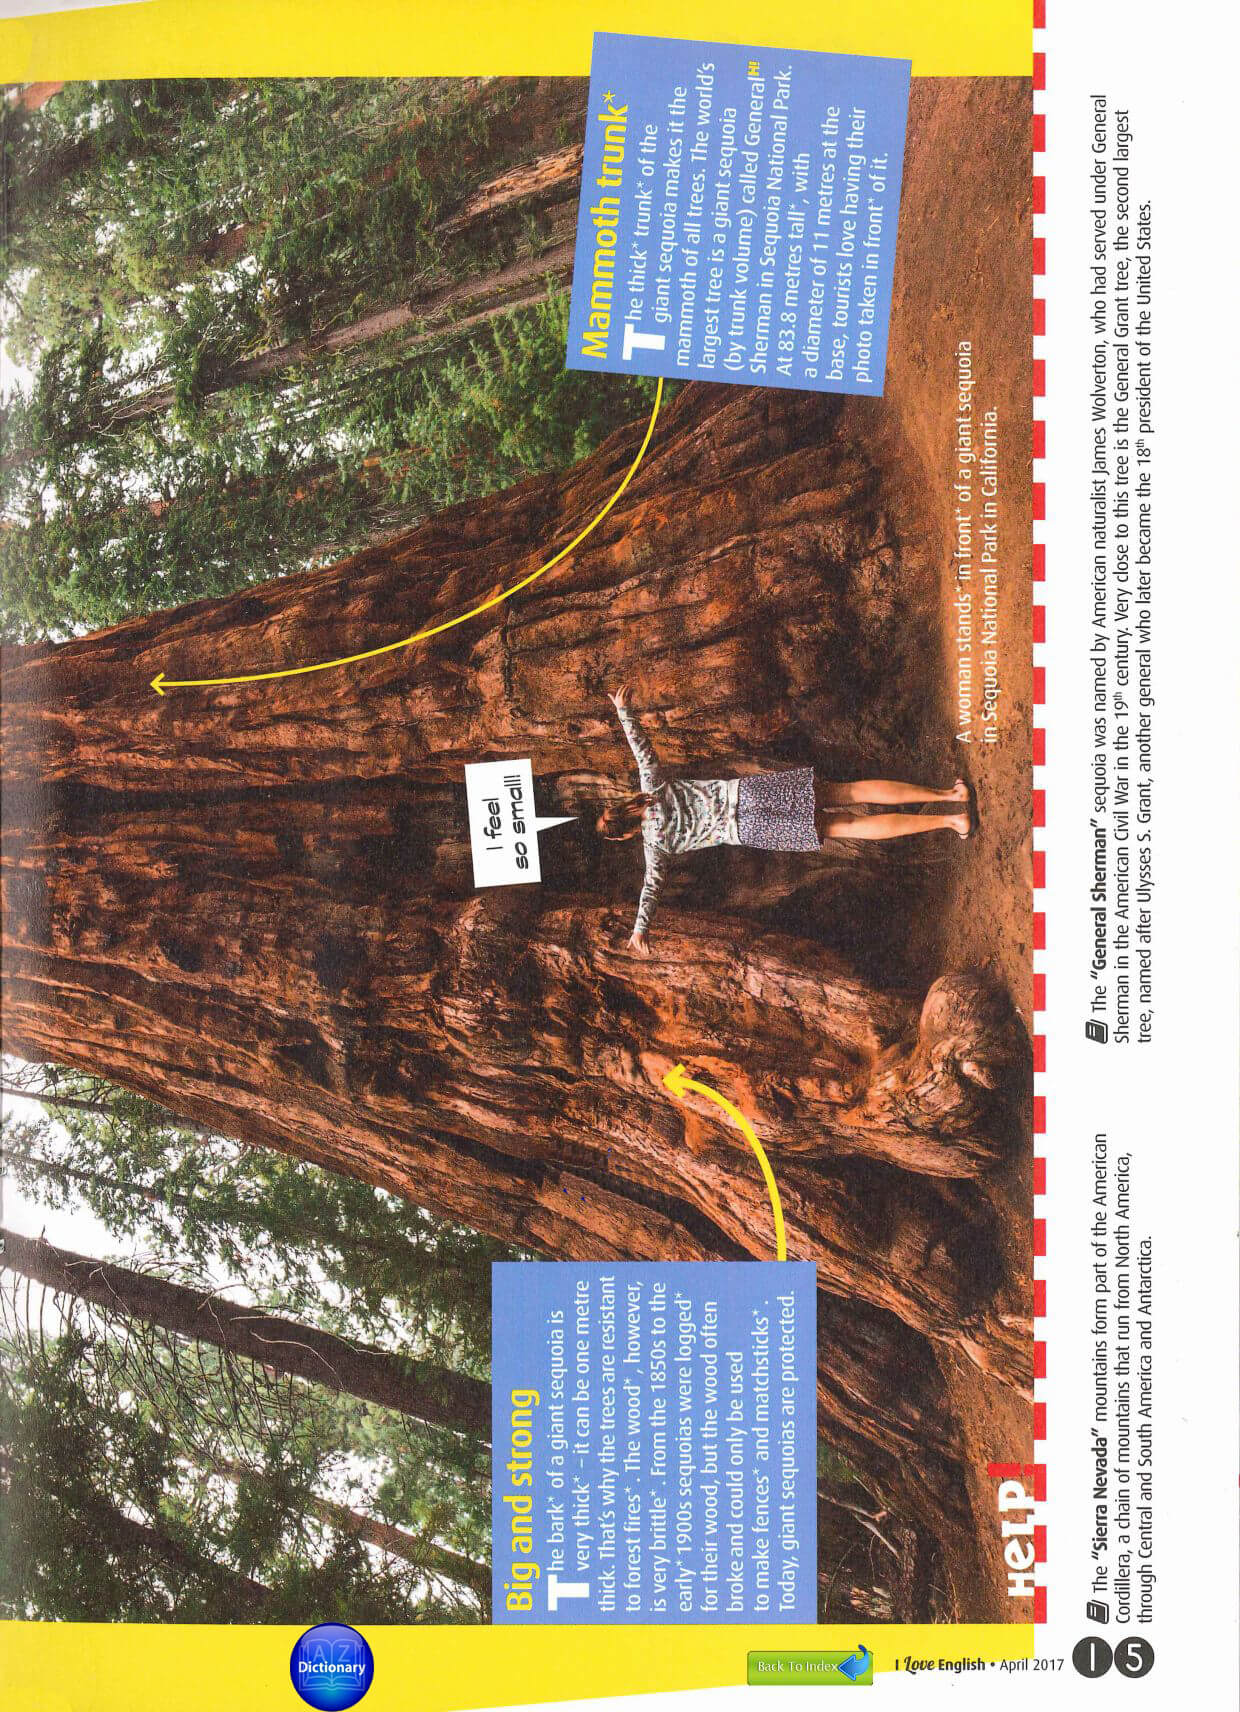 Big and strong
The bark* of a giant sequoia is
very thick* – it can be one metre
thick. That's why the trees are resistant
to forest fires*. The wood*, however,
is very brittle*. From the 1850s to the
early* 1900s sequoias were logged*
for their wood, but the wood often
broke and could only be used
to make fences* and matchsticks*.
Today, giant sequoias are protected.
I feel
so small!
Mammoth trunk*
The thick* trunk* of the
giant sequoia makes it the
mammoth of all trees. The world's
largest tree is a giant sequoia
(by trunk volume) called General HI!
Sherman in Sequoia National Park.
At 83.8 metres tall*, with
a diameter of 11 metres at the
base, tourists love having their
photo taken in front* of it.
A woman stands* in front* of a giant sequoia
in Sequoia National Park in California.
HELP!
The "Sierra Nevada" mountains form part of the American
Cordillera, a chain of mountains that run from North America,
through Central and South America and Antarctica.
The "General Sherman" sequoia was named by American naturalist James Wolverton, who had served under General
Sherman in the American Civil War in the 19th century. Very close to this tree is the General Grant tree, the second largest
tree, named after Ulysses S. Grant, another general who later became the 18th president of the United States.
Dictionary
Back To Index
I Love English • April 2017
15